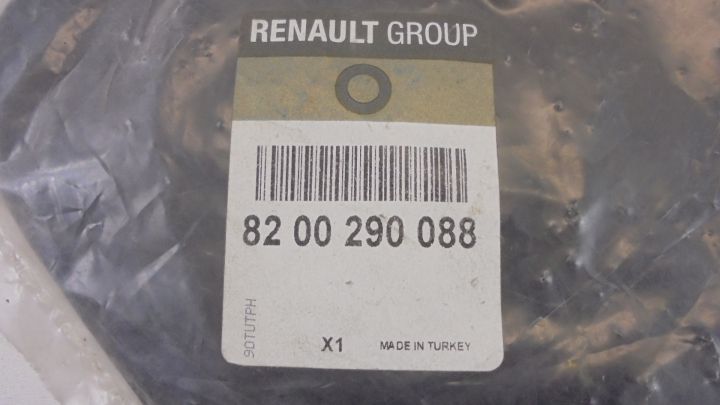 RENAULT GROUP
82 00 290 088
90TUTPH
X1 MADE IN TURKEY